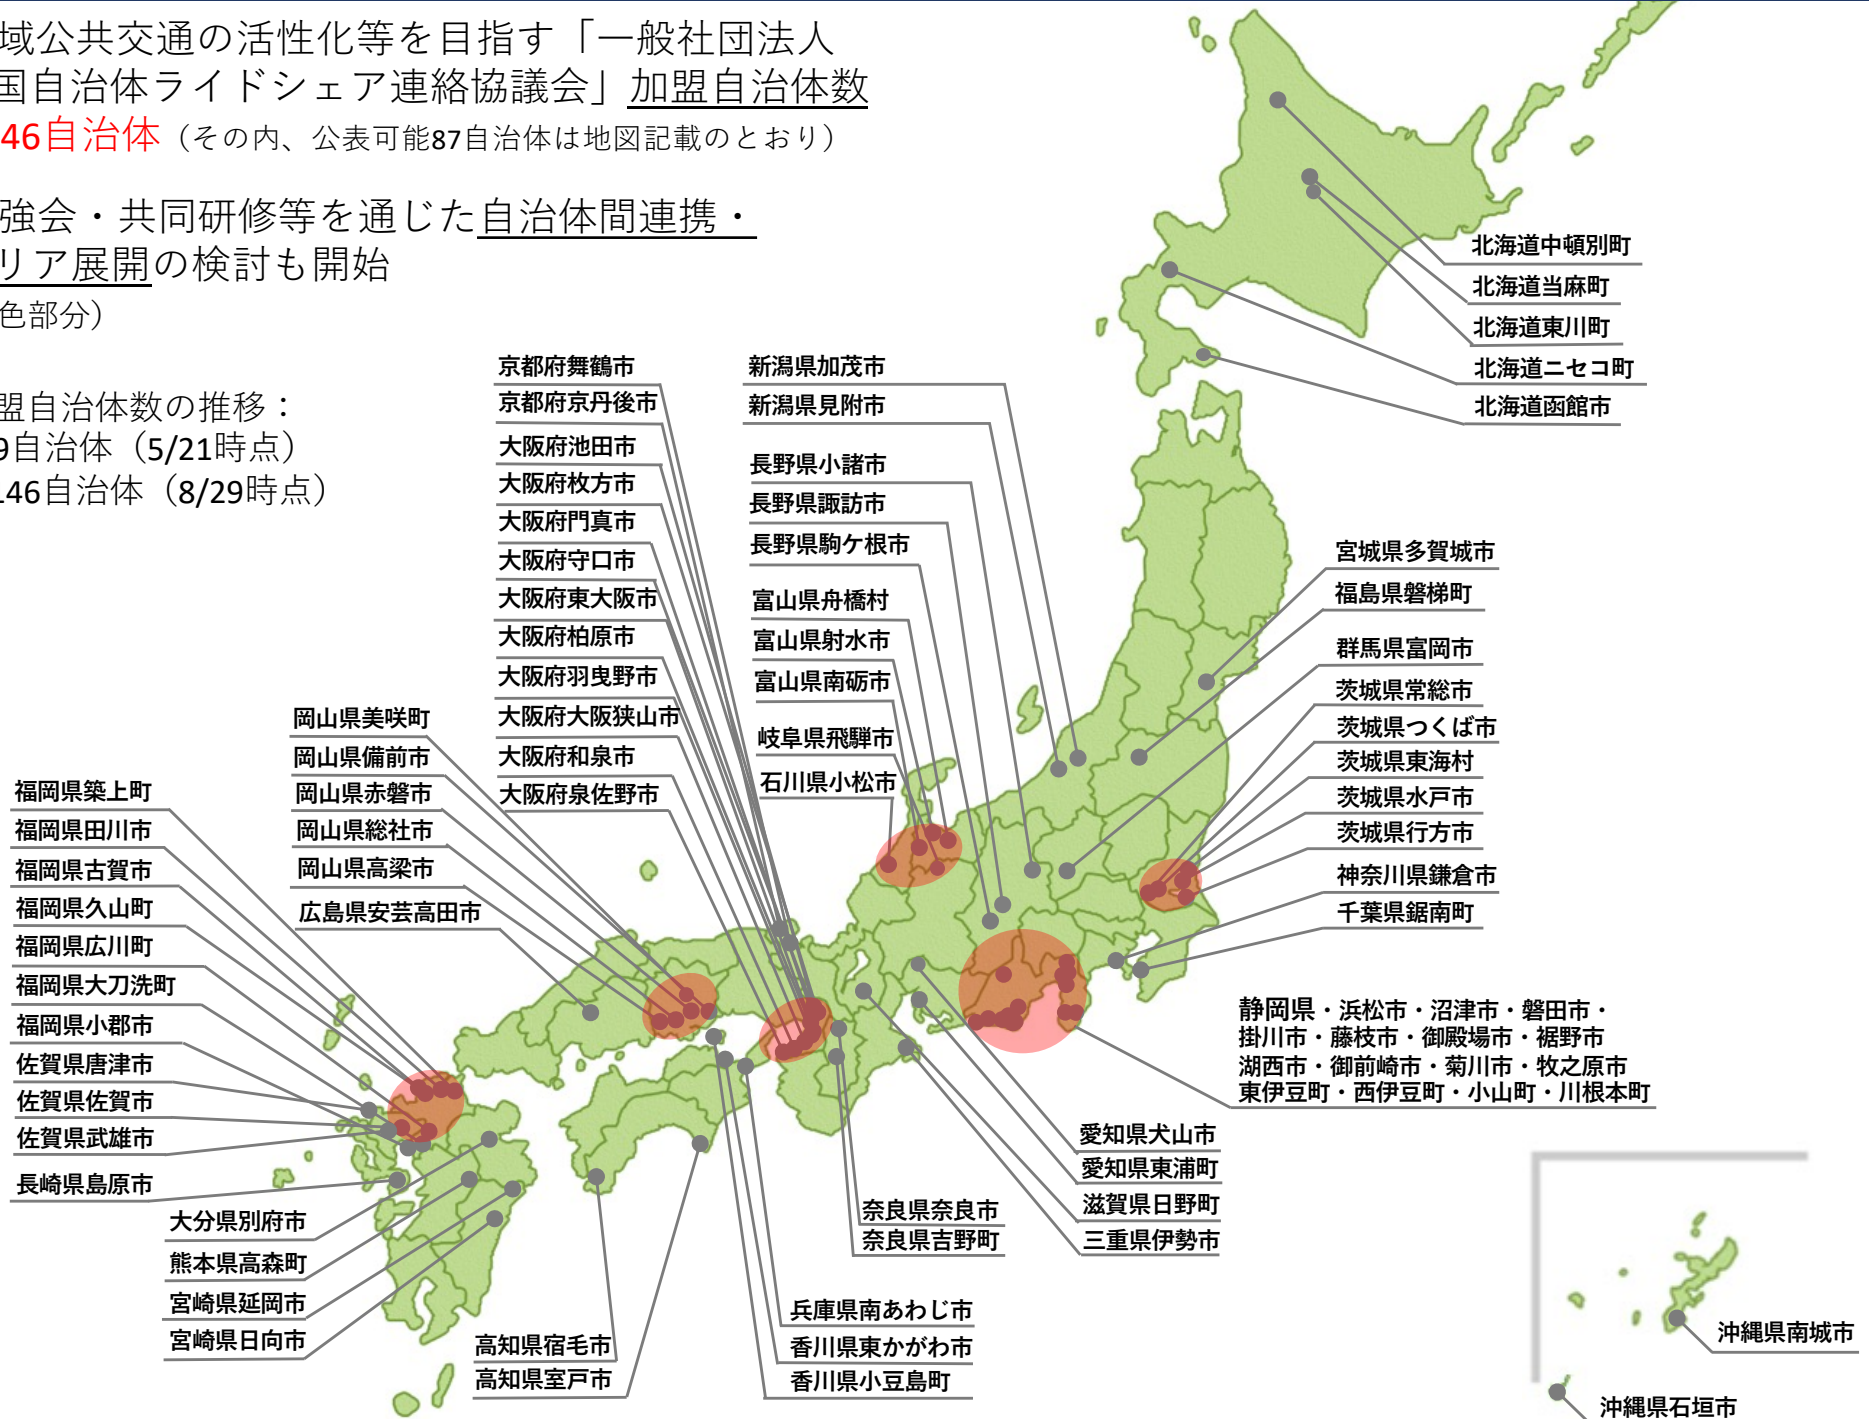 域公共交通の活性化等を目指す「一般社団法人
国自治体ライドシェア連絡協議会」加盟自治体数
46自治体（その内、公表可能87自治体は地図記載のとおり）
強会・共同研修等を通じた自治体間連携・
リア展開の検討も開始
色部分）
盟自治体数の推移：
9自治体（5/21時点）
146自治体（8/29時点）
北海道中頓別町
北海道当麻町
北海道東川町
北海道ニセコ町
北海道函館市
京都府舞鶴市
京都府京丹後市
大阪府池田市
大阪府枚方市
大阪府門真市
大阪府守口市
大阪府東大阪市
大阪府柏原市
大阪府羽曳野市
大阪府大阪狭山市
大阪府和泉市
大阪府泉佐野市
新潟県加茂市
新潟県見附市
長野県小諸市
長野県諏訪市
長野県駒ケ根市
富山県舟橋村
富山県射水市
富山県南砺市
岐阜県飛騨市
石川県小松市
宮城県多賀城市
福島県磐梯町
群馬県富岡市
茨城県常総市
茨城県つくば市
茨城県東海村
茨城県水戸市
茨城県行方市
神奈川県鎌倉市
千葉県鋸南町
岡山県美咲町
岡山県備前市
岡山県赤磐市
岡山県総社市
岡山県高梁市
広島県安芸高田市
福岡県築上町
福岡県田川市
福岡県古賀市
福岡県久山町
福岡県広川町
福岡県大刀洗町
福岡県小郡市
佐賀県唐津市
佐賀県佐賀市
佐賀県武雄市
長崎県島原市
大分県別府市
熊本県高森町
宮崎県延岡市
宮崎県日向市
静岡県・浜松市・沼津市・磐田市・
掛川市・藤枝市・御殿場市・裾野市
湖西市・御前崎市・菊川市・牧之原市
東伊豆町・西伊豆町・小山町・川根本町
愛知県犬山市
愛知県東浦町
滋賀県日野町
三重県伊勢市
奈良県奈良市
奈良県吉野町
兵庫県南あわじ市
香川県東かがわ市
香川県小豆島町
高知県宿毛市
高知県室戸市
沖縄県南城市
沖縄県石垣市